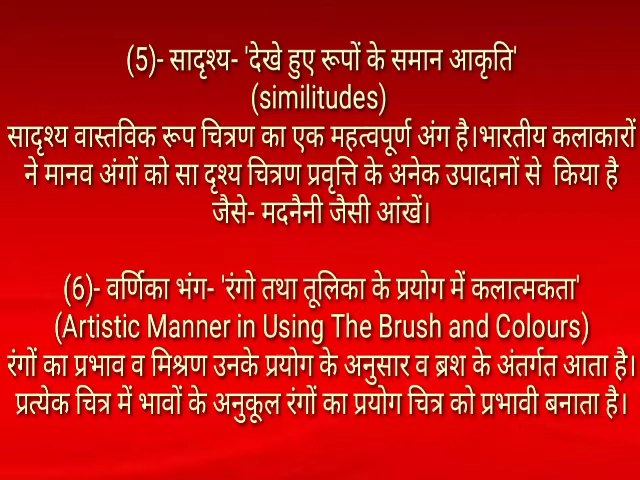 (5)- सादृश्य- 'देखे हुए रूपों के समान आकृति'
(similitudes)
सादृश्य वास्तविक रूप चित्रण का एक महत्वपूर्ण अंग है।भारतीय कलाकारों
ने मानव अंगों को सा दृश्य चित्रण प्रवृत्ति के अनेक उपादानों से  किया है
जैसे- मदनैनी जैसी आंखें।
(6)- वर्णिका भंग- 'रंगो तथा तूलिका के प्रयोग में कलात्मकता'
(Artistic Manner in Using The Brush and Colours)
रंगों का प्रभाव व मिश्रण उनके प्रयोग के अनुसार व ब्रश के अंतर्गत आता है।
प्रत्येक चित्र में भावों के अनुकूल रंगों का प्रयोग चित्र को प्रभावी बनाता है।